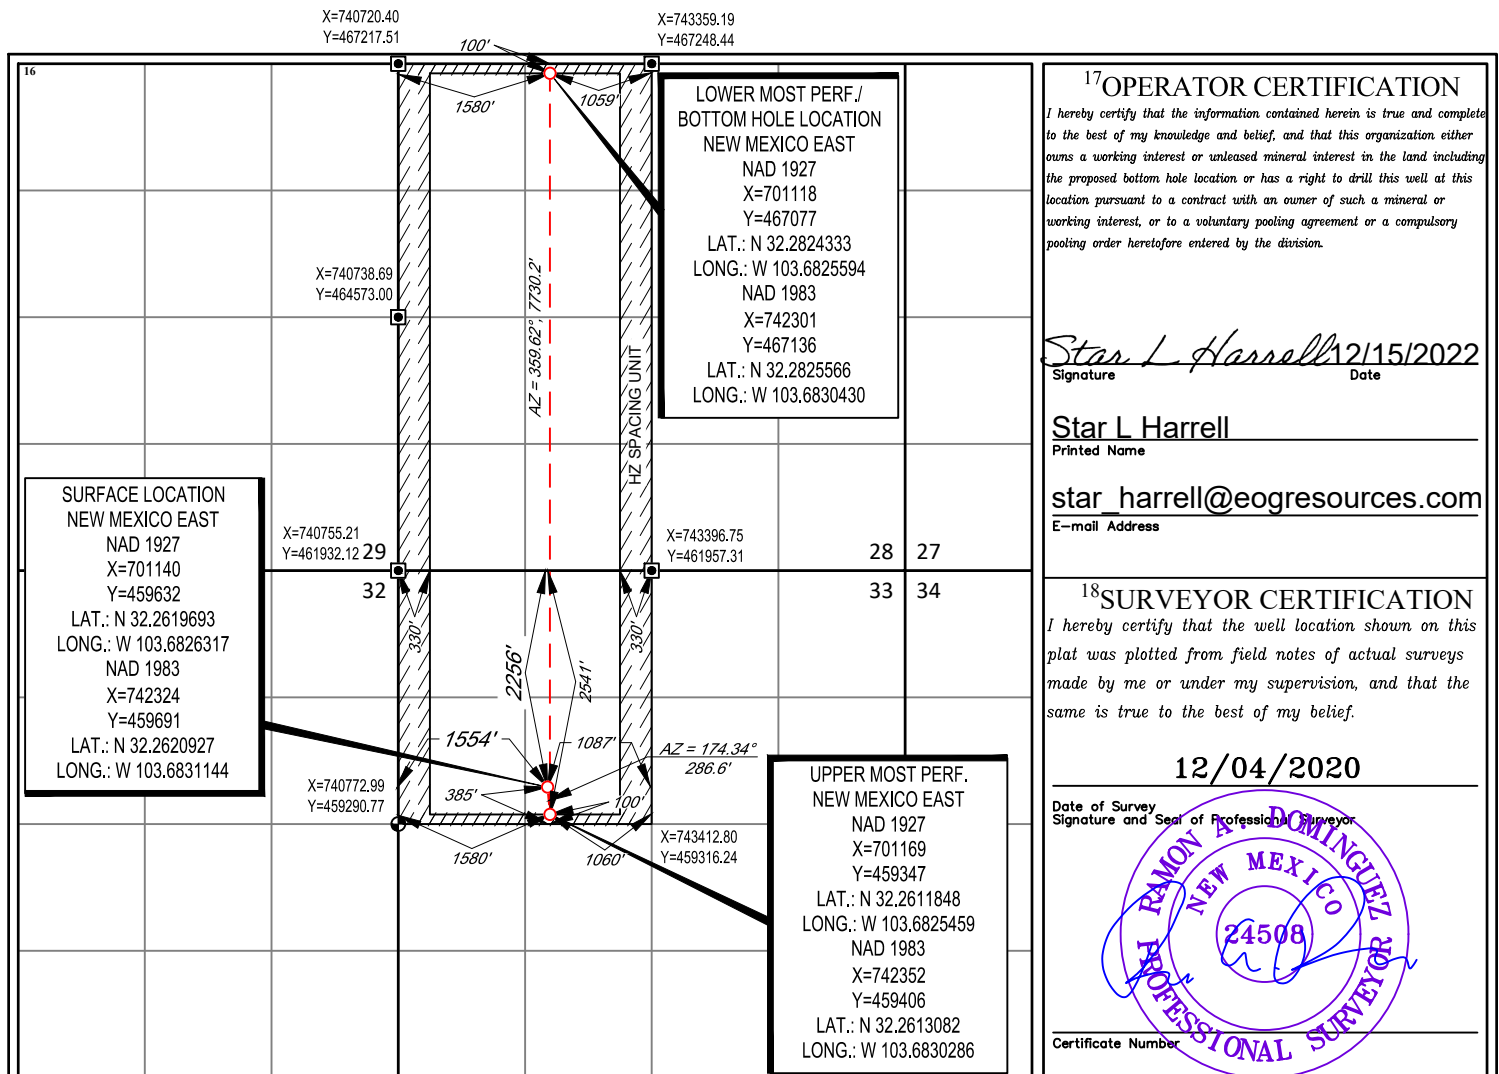 X=740720.40
Y=467217.51
X=743359.19
Y=467248.44
100'
16
1580'
1059'
LOWER MOST PERF./
BOTTOM HOLE LOCATION
NEW MEXICO EAST
NAD 1927
X=701118
Y=467077
LAT.: N 32.2824333
LONG.: W 103.6825594
NAD 1983
X=742301
Y=467136
LAT.: N 32.2825566
LONG.: W 103.6830430
X=740738.69
Y=464573.00
AZ = 359.62°, 7730.2'
HZ SPACING UNIT
SURFACE LOCATION
NEW MEXICO EAST
NAD 1927
X=701140
Y=459632
LAT.: N 32.2619693
LONG.: W 103.6826317
NAD 1983
X=742324
Y=459691
LAT.: N 32.2620927
LONG.: W 103.6831144
X=740755.21
Y=461932.12
29
32
X=743396.75
Y=461957.31
28
27
33
34
330'
2256'
2541'
330'
1554'
1087'
AZ = 174.34°
286.6'
X=740772.99
Y=459290.77
385'
100'
1580'
1060'
X=743412.80
Y=459316.24
UPPER MOST PERF.
NEW MEXICO EAST
NAD 1927
X=701169
Y=459347
LAT.: N 32.2611848
LONG.: W 103.6825459
NAD 1983
X=742352
Y=459406
LAT.: N 32.2613082
LONG.: W 103.6830286
17 OPERATOR CERTIFICATION
I hereby certify that the information contained herein is true and complete
to the best of my knowledge and belief, and that this organization either
owns a working interest or unleased mineral interest in the land including
the proposed bottom hole location or has a right to drill this well at this
location pursuant to a contract with an owner of such a mineral or
working interest, or to a voluntary pooling agreement or a compulsory
pooling order heretofore entered by the division.
Star L Harrell 12/15/2022
Signature Date
Star L Harrell
Printed Name
star_harrell@eogresources.com
E-mail Address
18 SURVEYOR CERTIFICATION
I hereby certify that the well location shown on this
plat was plotted from field notes of actual surveys
made by me or under my supervision, and that the
same is true to the best of my belief.
12/04/2020
Date of Survey
Signature and Seal of Professional Surveyor
RAMON A. DOMINGUEZ
NEW MEXICO
24508
PROFESSIONAL SURVEYOR
Certificate Number